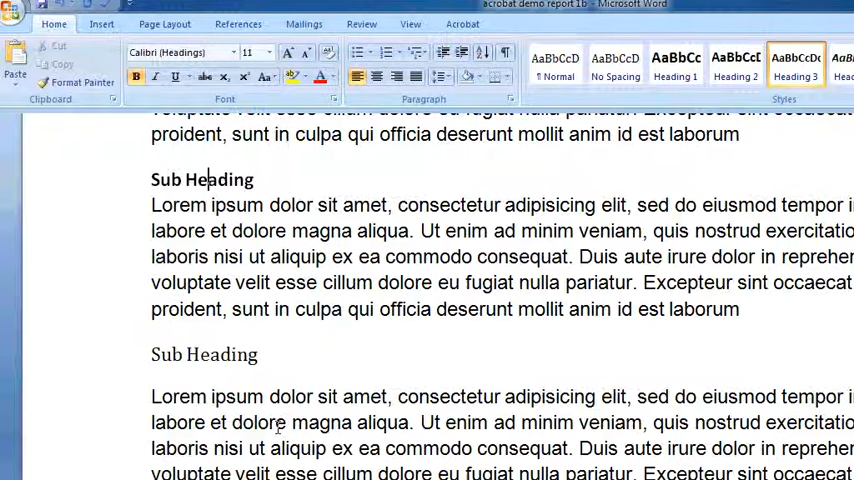 acrobat demo report 1b - Microsoft Word
Home Insert Page Layout References Mailings Review View Acrobat
Cut
Copy
Format Painter
Paste
Clipboard
Calibri (Headings) 11
B I U abc x₂ x² Aa
ab A
Font
Paragraph
AaBbCcD AaBbCcD AaBbCc AaBbCc AaBbCcDc
¶ Normal No Spacing Heading 1 Heading 2 Heading 3
Styles
voluptate velit esse cillum dolore eu fugiat nulla pariatur. Excepteur sint occaecat
proident, sunt in culpa qui officia deserunt mollit anim id est laborum
Sub Heading
Lorem ipsum dolor sit amet, consectetur adipisicing elit, sed do eiusmod tempor i
labore et dolore magna aliqua. Ut enim ad minim veniam, quis nostrud exercitatio
laboris nisi ut aliquip ex ea commodo consequat. Duis aute irure dolor in reprehe
voluptate velit esse cillum dolore eu fugiat nulla pariatur. Excepteur sint occaecat
proident, sunt in culpa qui officia deserunt mollit anim id est laborum
Sub Heading
Lorem ipsum dolor sit amet, consectetur adipisicing elit, sed do eiusmod tempor i
labore et dolore magna aliqua. Ut enim ad minim veniam, quis nostrud exercitatio
laboris nisi ut aliquip ex ea commodo consequat. Duis aute irure dolor in reprehe
voluptate velit esse cillum dolore eu fugiat nulla pariatur. Excepteur sint occaecat